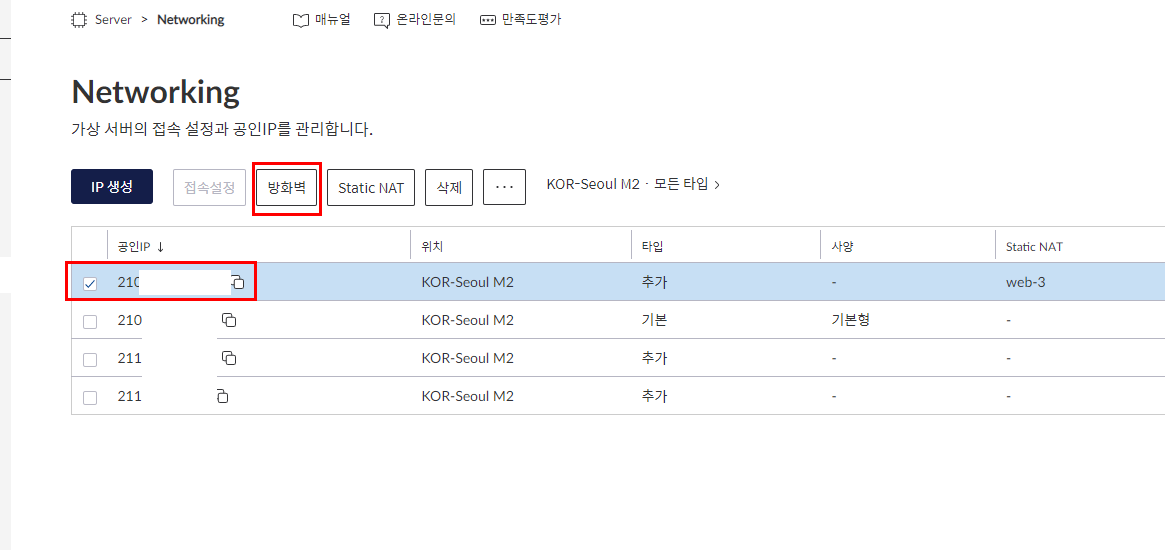 Server > Networking 매뉴얼 온라인문의 만족도평가
Networking
가상 서버의 접속 설정과 공인IP를 관리합니다.
IP 생성 접속설정 방화벽 Static NAT 삭제 ··· KOR-Seoul M2 · 모든 타입 >
공인IP ↓ 위치 타입 사양 Static NAT
210 KOR-Seoul M2 추가 - web-3
210 KOR-Seoul M2 기본 기본형 -
211 KOR-Seoul M2 추가 - -
211 KOR-Seoul M2 추가 - -